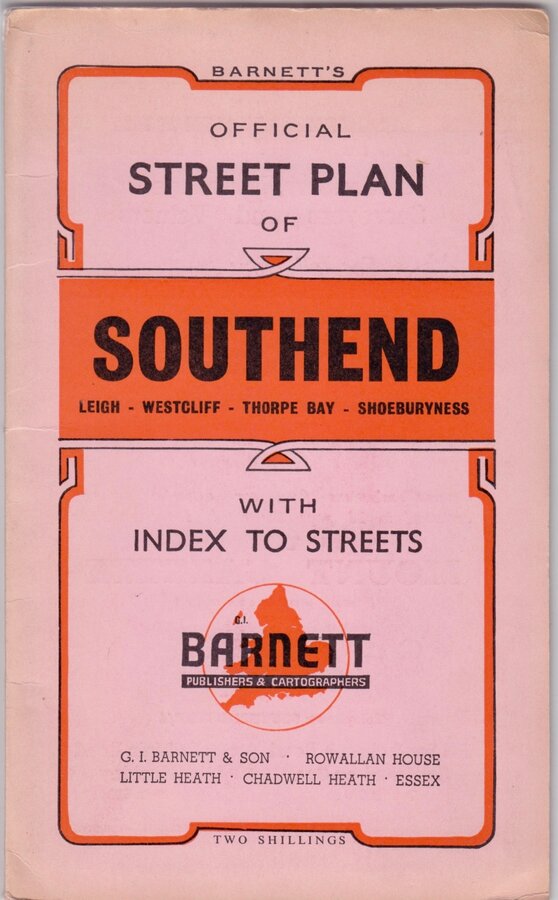 BARNETT'S
OFFICIAL
STREET PLAN
OF
SOUTHEND
LEIGH - WESTCLIFF - THORPE BAY - SHOEBURYNESS
WITH
INDEX TO STREETS
G.I.
BARNETT
PUBLISHERS & CARTOGRAPHERS
G. I. BARNETT & SON · ROWALLAN HOUSE
LITTLE HEATH · CHADWELL HEATH · ESSEX
TWO SHILLINGS